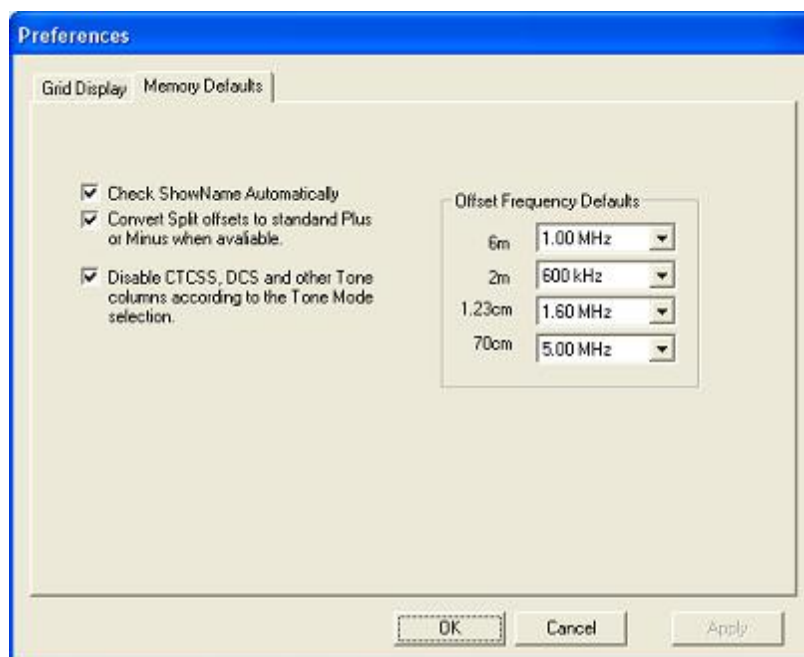 Preferences
Grid Display
Memory Defaults
Check ShowName Automatically
Convert Split offsets to standand Plus
or Minus when avaliable.
Disable CTCSS, DCS and other Tone
columns according to the Tone Mode
selection.
Offset Frequency Defaults
6m 1.00 MHz
2m 600 kHz
1.23cm 1.60 MHz
70cm 5.00 MHz
OK Cancel Apply